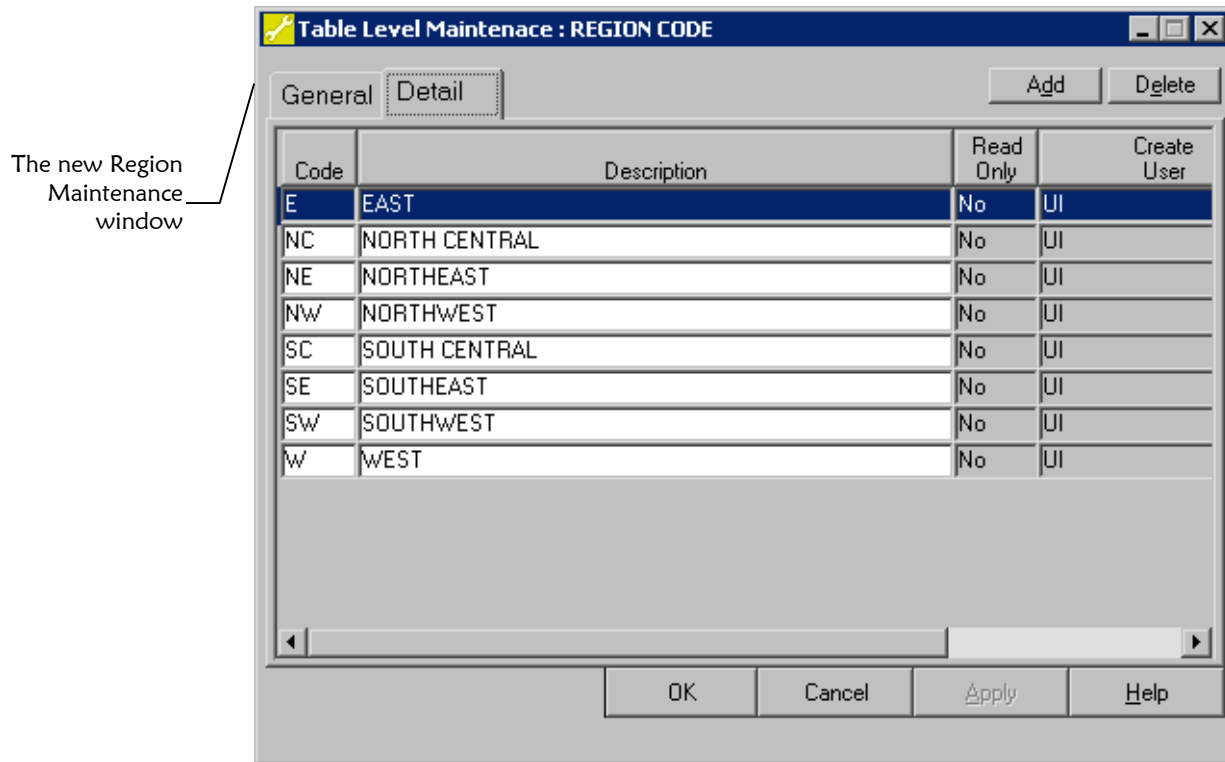 Table Level Maintenace : REGION CODE
General Detail Add Delete
The new Region
Maintenance
window
Code Description Read Only Create User
E EAST No UI
NC NORTH CENTRAL No UI
NE NORTHEAST No UI
NW NORTHWEST No UI
SC SOUTH CENTRAL No UI
SE SOUTHEAST No UI
SW SOUTHWEST No UI
W WEST No UI
OK Cancel Apply Help